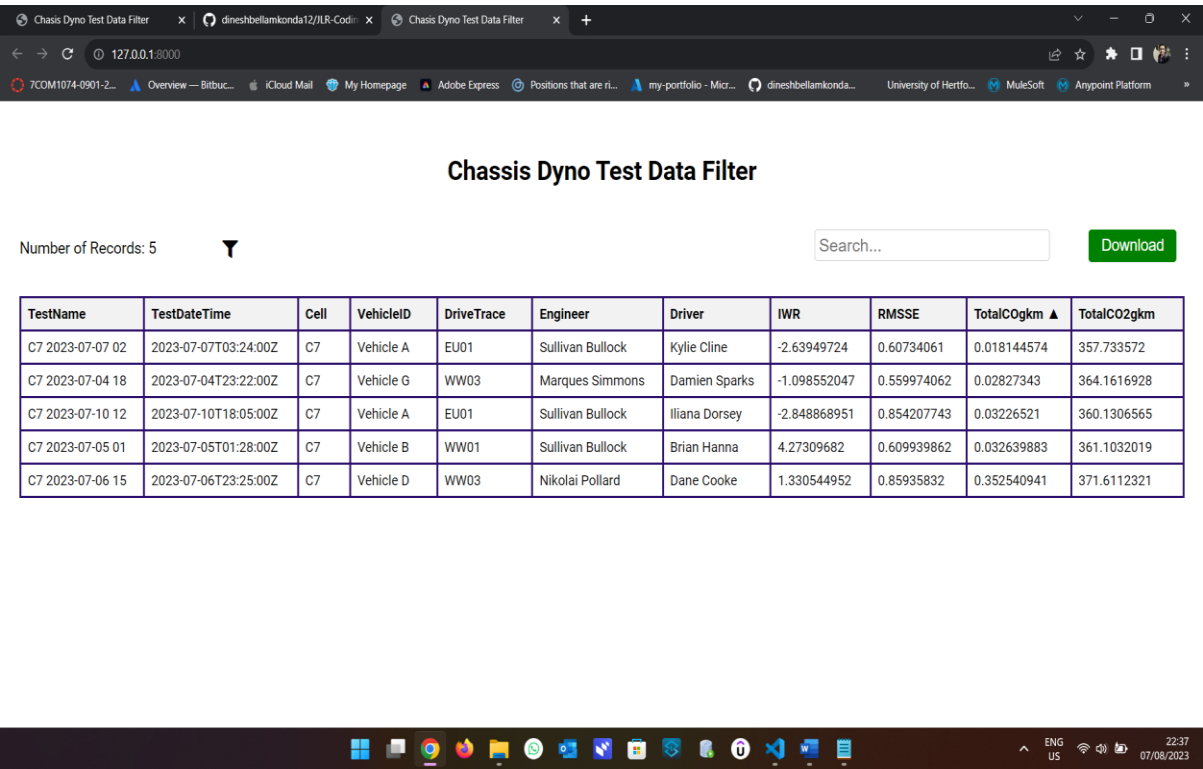 Chasis Dyno Test Data Filter dineshbellamkonda12/JLR-Codin Chasis Dyno Test Data Filter
127.0.0.1:8000
7COM1074-0901-2... Overview — Bitbuc... iCloud Mail My Homepage Adobe Express Positions that are ri... my-portfolio - Micr... dineshbellamkonda... University of Hertfo... MuleSoft Anypoint Platform »
Chassis Dyno Test Data Filter
Number of Records: 5 Search... Download
TestName TestDateTime Cell VehicleID DriveTrace Engineer Driver IWR RMSSE TotalCOgkm ▲ TotalCO2gkm
C7 2023-07-07 02 2023-07-07T03:24:00Z C7 Vehicle A EU01 Sullivan Bullock Kylie Cline -2.63949724 0.60734061 0.018144574 357.733572
C7 2023-07-04 18 2023-07-04T23:22:00Z C7 Vehicle G WW03 Marques Simmons Damien Sparks -1.098552047 0.559974062 0.02827343 364.1616928
C7 2023-07-10 12 2023-07-10T18:05:00Z C7 Vehicle A EU01 Sullivan Bullock Iliana Dorsey -2.848868951 0.854207743 0.03226521 360.1306565
C7 2023-07-05 01 2023-07-05T01:28:00Z C7 Vehicle B WW01 Sullivan Bullock Brian Hanna 4.27309682 0.609939862 0.032639883 361.1032019
C7 2023-07-06 15 2023-07-06T23:25:00Z C7 Vehicle D WW03 Nikolai Pollard Dane Cooke 1.330544952 0.85935832 0.352540941 371.6112321
ENG 22:37
US 07/08/2023